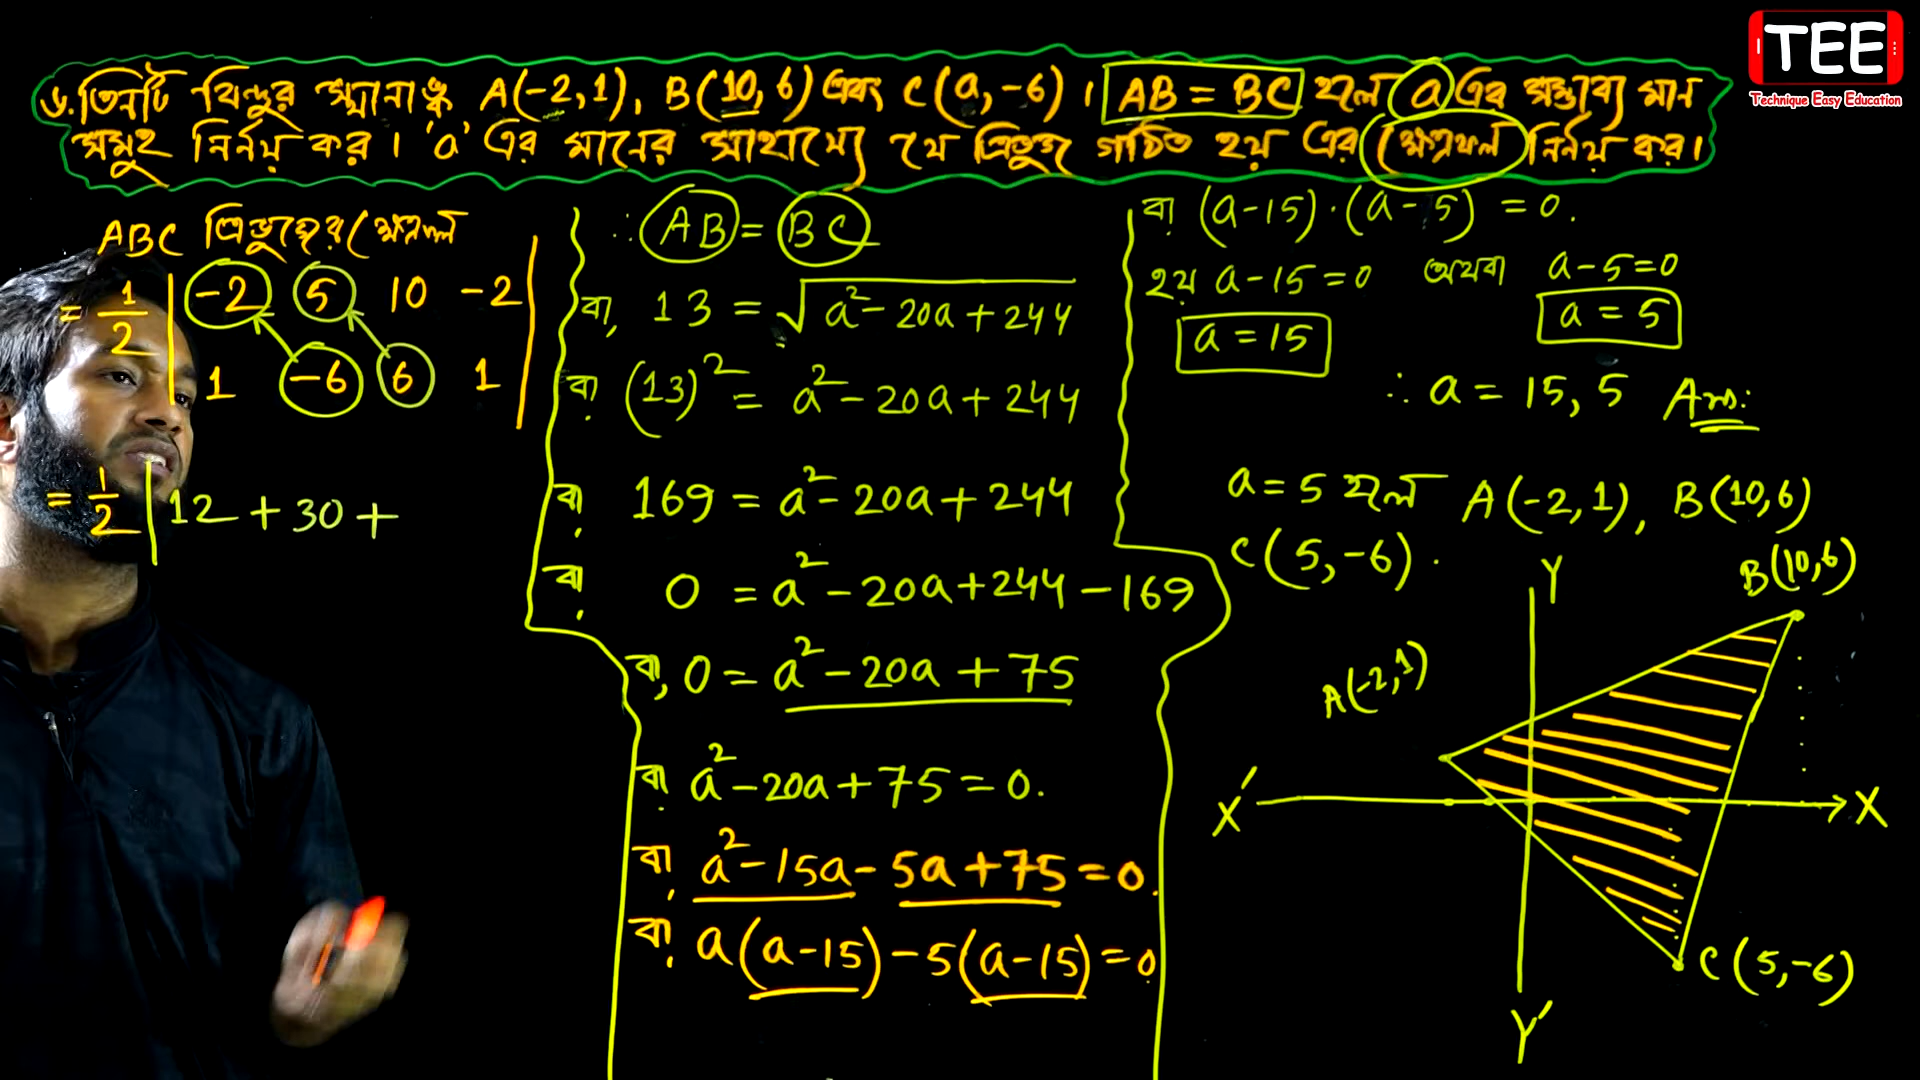 TEE
Technique Easy Education
৬. তিনটি বিন্দুর স্থানাঙ্ক A(-2,1), B(10,6) এবং C(a,-6) । AB = BC হলে a এর সম্ভাব্য মান
সমূহ নির্নয় কর। 'a' এর মানের সাহায্যে যে ত্রিভুজ গঠিত হয় এর ক্ষেত্রফল নির্নয় কর।
ABC ত্রিভুজের ক্ষেত্রফল
= 1/2 | -2 5 10 -2 |
1 -6 6 1
= 1/2 | 12 + 30 +
∴ AB = BC
বা, 13 = √(a² - 20a + 244)
বা, (13)² = a² - 20a + 244
বা, 169 = a² - 20a + 244
বা, 0 = a² - 20a + 244 - 169
বা, 0 = a² - 20a + 75
বা, a² - 20a + 75 = 0.
বা, a² - 15a - 5a + 75 = 0.
বা, a(a-15) - 5(a-15) = 0
বা (a-15)·(a-5) = 0.
হয় a-15=0 অথবা a-5=0
a = 15 a = 5
∴ a = 15, 5 Ans:
a = 5 হলে A(-2,1), B(10,6)
C(5,-6).
Y
B(10,6)
A(-2,1)
X' X
C(5,-6)
Y'